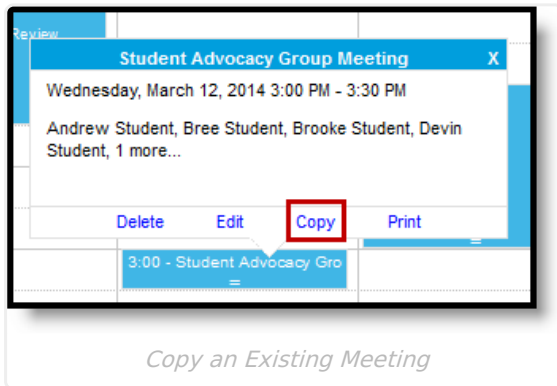 Review
Student Advocacy Group Meeting X
Wednesday, March 12, 2014 3:00 PM - 3:30 PM
Andrew Student, Bree Student, Brooke Student, Devin
Student, 1 more...
Delete Edit Copy Print
3:00 - Student Advocacy Gro
Copy an Existing Meeting